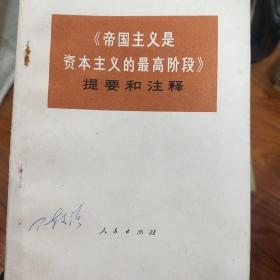 《帝国主义是
资本主义的最高阶段》
提要和注释
人民出版社